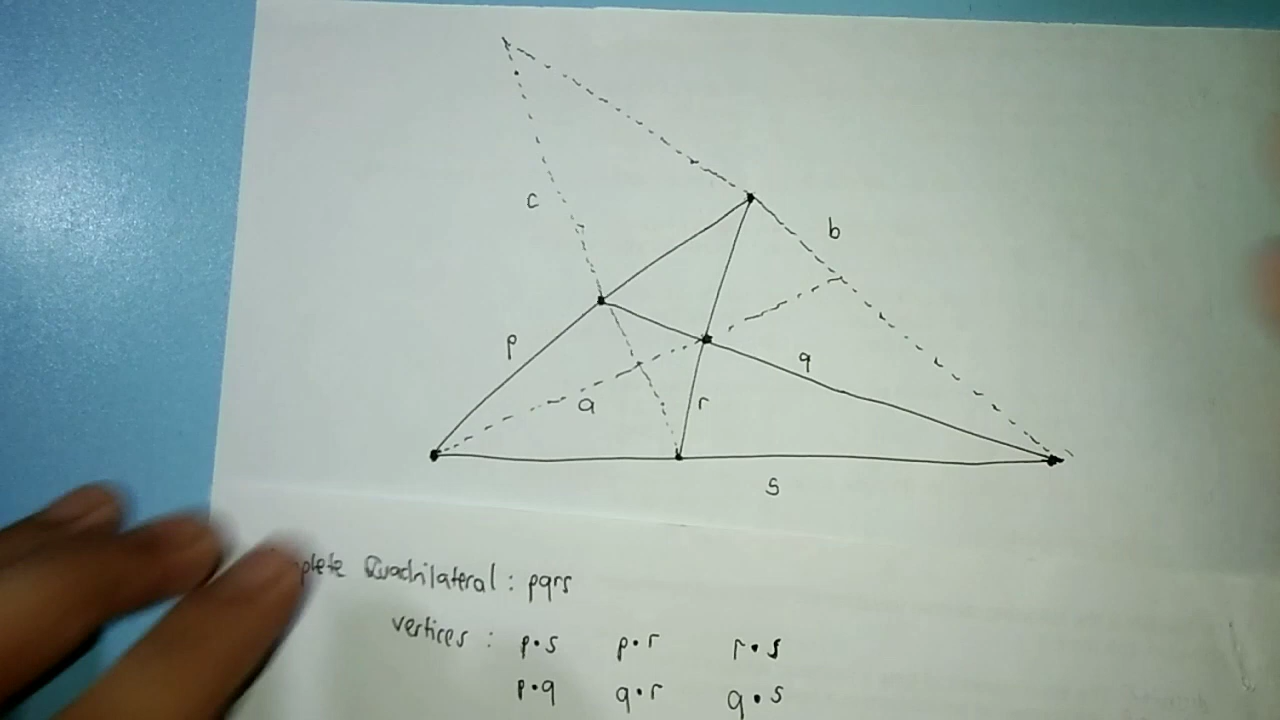 c
b
p
q
a
r
s
Quadrilateral : pqrs
vertices : p·s p·r r·s
p·q q·r q·s